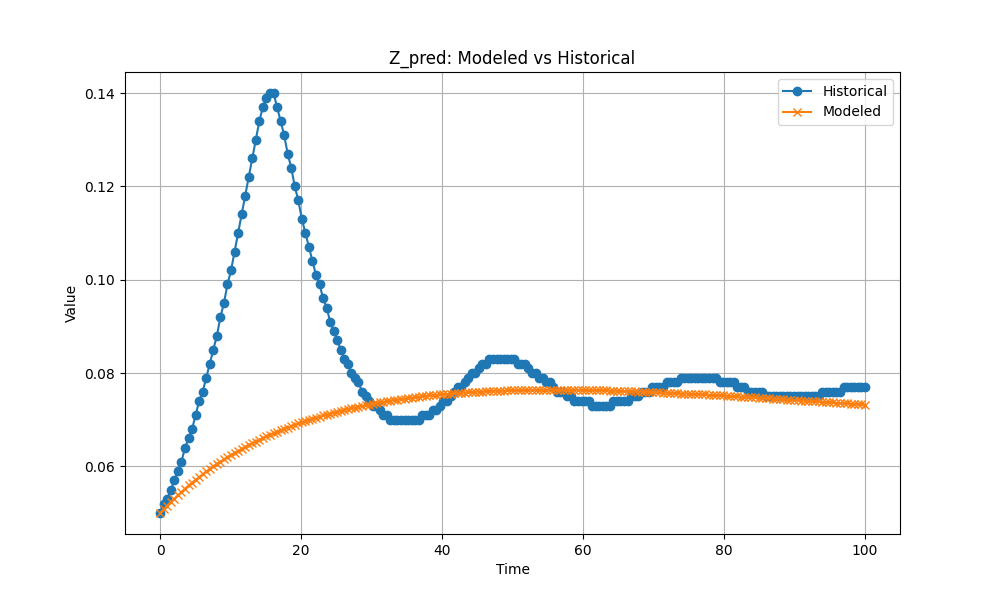 Z_pred: Modeled vs Historical
Historical
Modeled
0.14
0.12
0.10
0.08
0.06
Value
0 20 40 60 80 100
Time